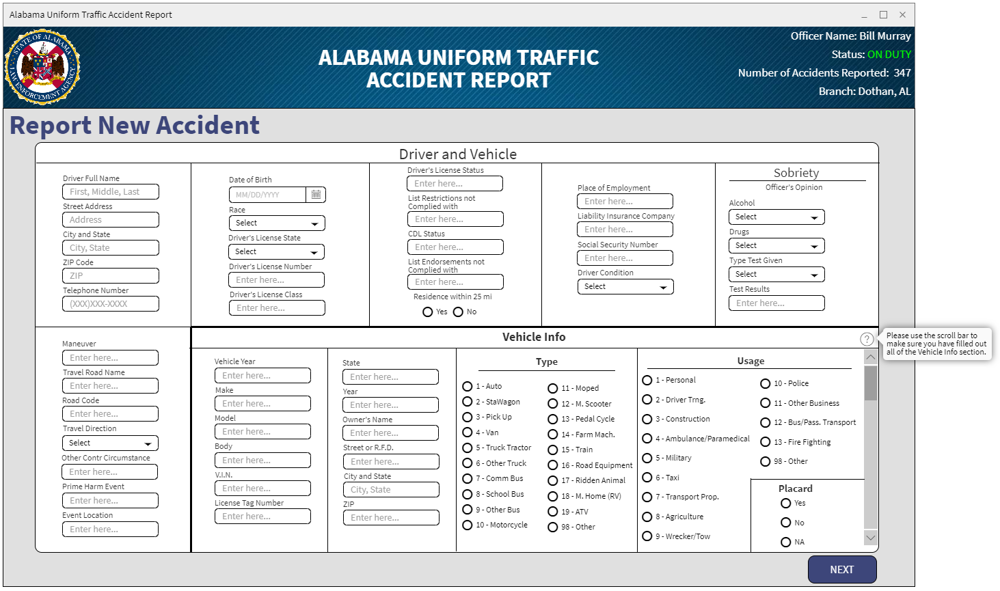 Alabama Uniform Traffic Accident Report
STATE OF ALABAMA
LAW ENFORCEMENT AGENCY
ALABAMA UNIFORM TRAFFIC
ACCIDENT REPORT
Officer Name: Bill Murray
Status: ON DUTY
Number of Accidents Reported: 347
Branch: Dothan, AL
Report New Accident
Driver and Vehicle
Driver Full Name
First, Middle, Last
Street Address
Address
City and State
City, State
ZIP Code
ZIP
Telephone Number
(XXX)XXX-XXXX
Date of Birth
MM/DD/YYYY
Race
Select
Driver's License State
Select
Driver's License Number
Enter here...
Driver's License Class
Enter here...
Driver's License Status
Enter here...
List Restrictions not
Complied with
Enter here...
CDL Status
Enter here...
List Endorsements not
Complied with
Enter here...
Residence within 25 mi
Yes No
Place of Employment
Enter here...
Liability Insurance Company
Enter here...
Social Security Number
Enter here...
Driver Condition
Select
Sobriety
Officer's Opinion
Alcohol
Select
Drugs
Select
Type Test Given
Select
Test Results
Enter here...
Maneuver
Enter here...
Travel Road Name
Enter here...
Road Code
Enter here...
Travel Direction
Select
Other Contr Circumstance
Enter here...
Prime Harm Event
Enter here...
Event Location
Enter here...
Vehicle Info
?
Please use the scroll bar to
make sure you have filled out
all of the Vehicle Info section.
Vehicle Year
Enter here...
Make
Enter here...
Model
Enter here...
Body
Enter here...
V.I.N.
Enter here...
License Tag Number
Enter here...
State
Enter here...
Year
Enter here...
Owner's Name
Enter here...
Street or R.F.D.
Enter here...
City and State
City, State
ZIP
Enter here...
Type
1 - Auto
2 - StaWagon
3 - Pick Up
4 - Van
5 - Truck Tractor
6 - Other Truck
7 - Comm Bus
8 - School Bus
9 - Other Bus
10 - Motorcycle
11 - Moped
12 - M. Scooter
13 - Pedal Cycle
14 - Farm Mach.
15 - Train
16 - Road Equipment
17 - Ridden Animal
18 - M. Home (RV)
19 - ATV
98 - Other
Usage
1 - Personal
2 - Driver Trng.
3 - Construction
4 - Ambulance/Paramedical
5 - Military
6 - Taxi
7 - Transport Prop.
8 - Agriculture
9 - Wrecker/Tow
10 - Police
11 - Other Business
12 - Bus/Pass. Transport
13 - Fire Fighting
98 - Other
Placard
Yes
No
NA
NEXT